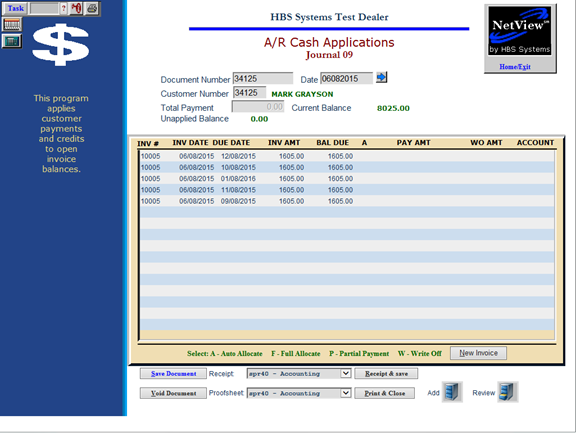 Task ?
HBS Systems Test Dealer
NetView™
by HBS Systems
Home/Exit
A/R Cash Applications
Journal 09
Document Number 34125 Date 06082015
Customer Number 34125 MARK GRAYSON
Total Payment 0.00 Current Balance 8025.00
Unapplied Balance 0.00
This program
applies
customer
payments
and credits
to open
invoice
balances.
INV # INV DATE DUE DATE INV AMT BAL DUE A PAY AMT WO AMT ACCOUNT
10005 06/08/2015 12/08/2015 1605.00 1605.00
10005 06/08/2015 10/08/2015 1605.00 1605.00
10005 06/08/2015 01/08/2016 1605.00 1605.00
10005 06/08/2015 11/08/2015 1605.00 1605.00
10005 06/08/2015 09/08/2015 1605.00 1605.00
Select: A - Auto Allocate F - Full Allocate P - Partial Payment W - Write Off New Invoice
Save Document Receipt: spr40 - Accounting Receipt & save
Void Document Proofsheet spr40 - Accounting Print & Close Add Review